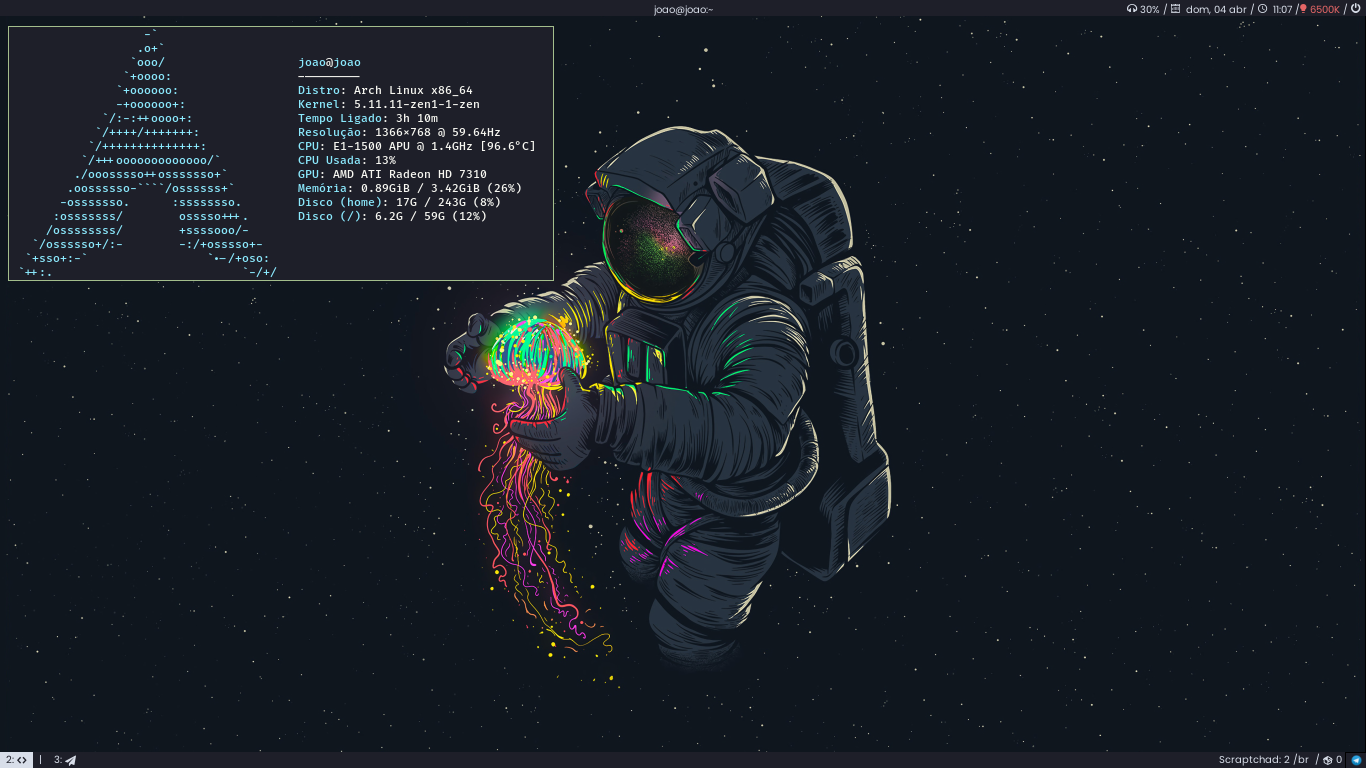 joao@joao:~
30% / dom, 04 abr / 11:07 / 6500K /
joao@joao
Distro: Arch Linux x86_64
Kernel: 5.11.11-zen1-1-zen
Tempo Ligado: 3h 10m
Resolução: 1366×768 @ 59.64Hz
CPU: E1-1500 APU @ 1.4GHz [96.6°C]
CPU Usada: 13%
GPU: AMD ATI Radeon HD 7310
Memória: 0.89GiB / 3.42GiB (26%)
Disco (home): 17G / 243G (8%)
Disco (/): 6.2G / 59G (12%)
2: | 3:
Scraptchad: 2 /br / 0